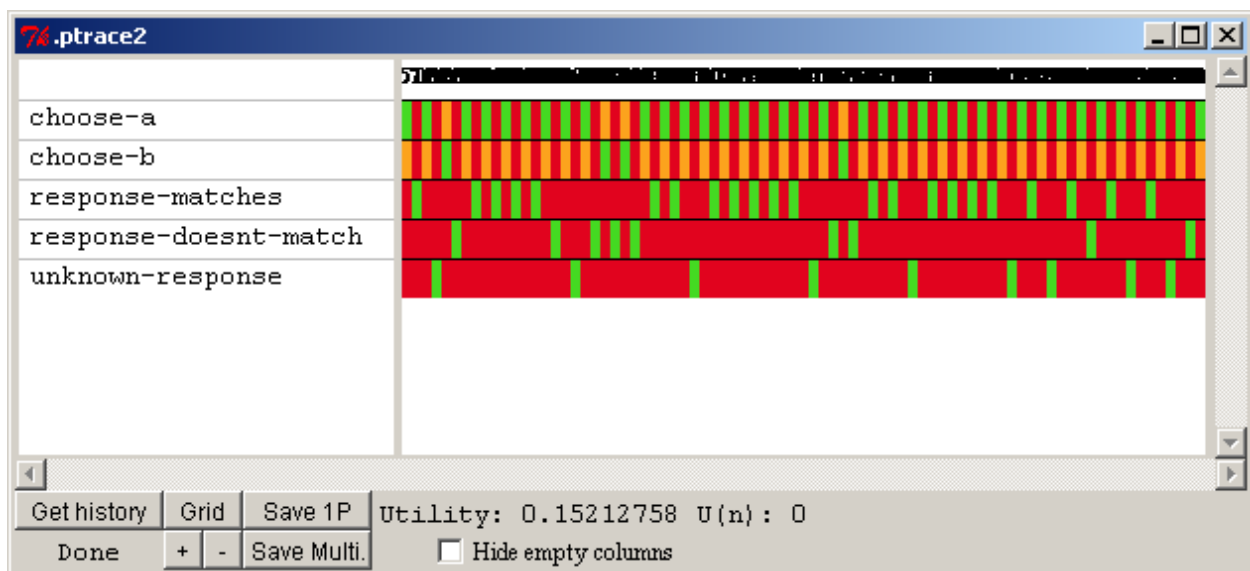 .ptrace2
choose-a
choose-b
response-matches
response-doesnt-match
unknown-response
Get history Grid Save 1P Utility: 0.15212758 U(n): 0
Done + - Save Multi. Hide empty columns